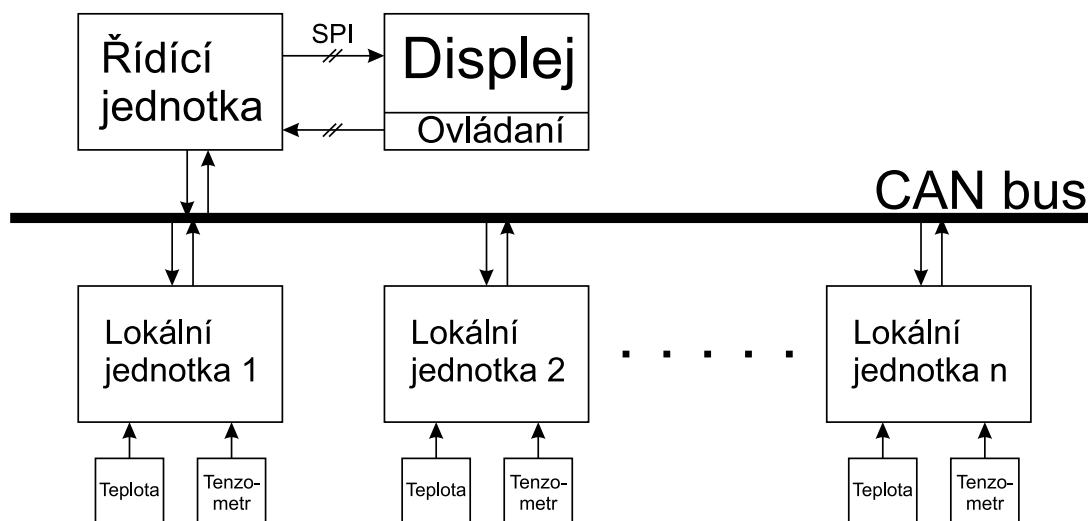 Řídící
jednotka
SPI
Displej
Ovládaní
CAN bus
Lokální
jednotka 1
Lokální
jednotka 2
. . . . .
Lokální
jednotka n
Teplota
Tenzo-
metr
Teplota
Tenzo-
metr
Teplota
Tenzo-
metr